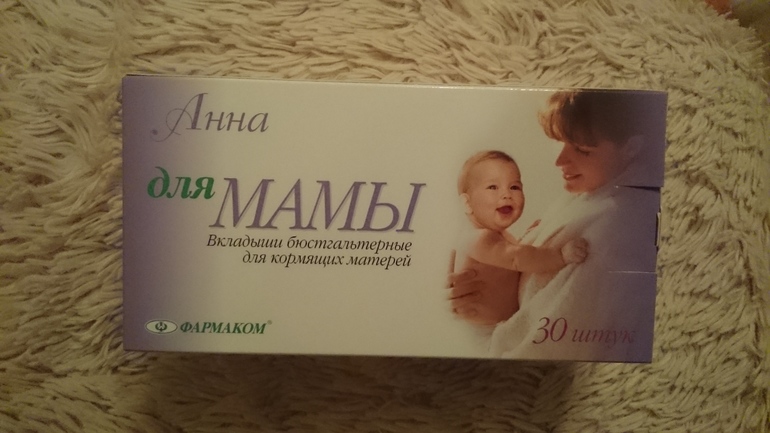 Анна
для МАМЫ
Вкладыши бюстгальтерные
для кормящих матерей
ФАРМАКОМ®
30 штук